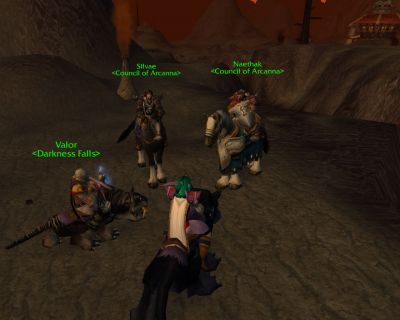 Silvae
<Council of Arcanna>
Naethak
<Council of Arcanna>
Valor
<Darkness Falls>